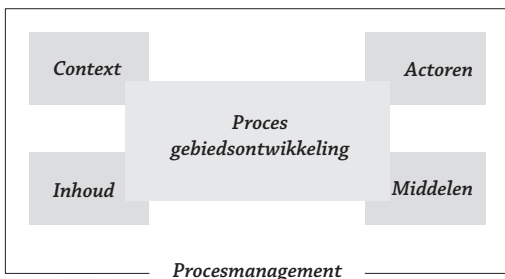 Context
Actoren
Proces
gebiedsontwikkeling
Inhoud
Middelen
Procesmanagement